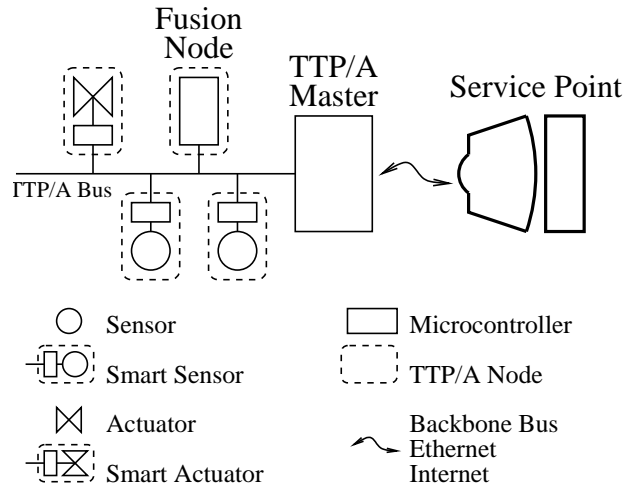 Fusion
Node
TTP/A
Master
Service Point
TTP/A Bus
Sensor
Smart Sensor
Actuator
Smart Actuator
Microcontroller
TTP/A Node
Backbone Bus
Ethernet
Internet